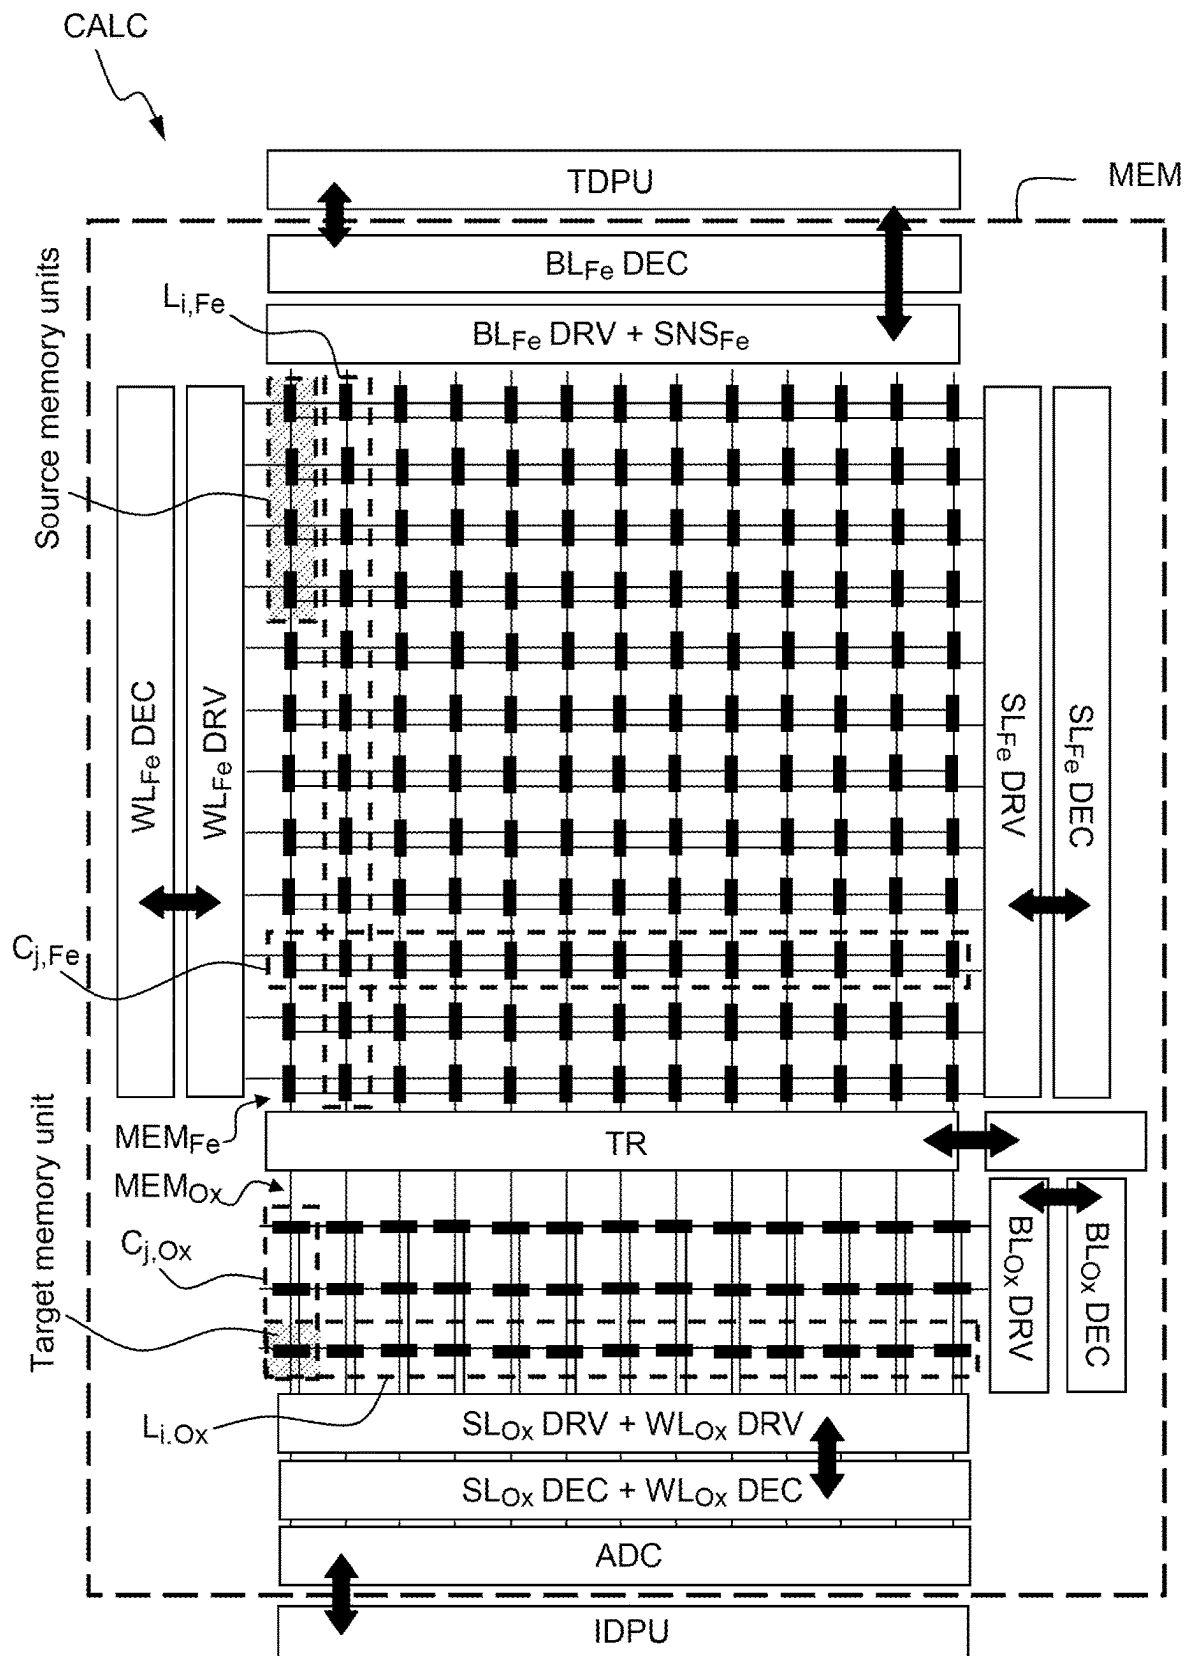 CALC
TDPU
MEM
BLFe DEC
Li,Fe
BLFe DRV + SNSFe
Source memory units
WLFe DEC
WLFe DRV
SLFe DRV
SLFe DEC
Cj,Fe
MEMFe
TR
MEMOx
Cj,Ox
Target memory unit
BLOx DRV
BLOx DEC
Li.Ox
SLOx DRV + WLOx DRV
SLOx DEC + WLOx DEC
ADC
IDPU